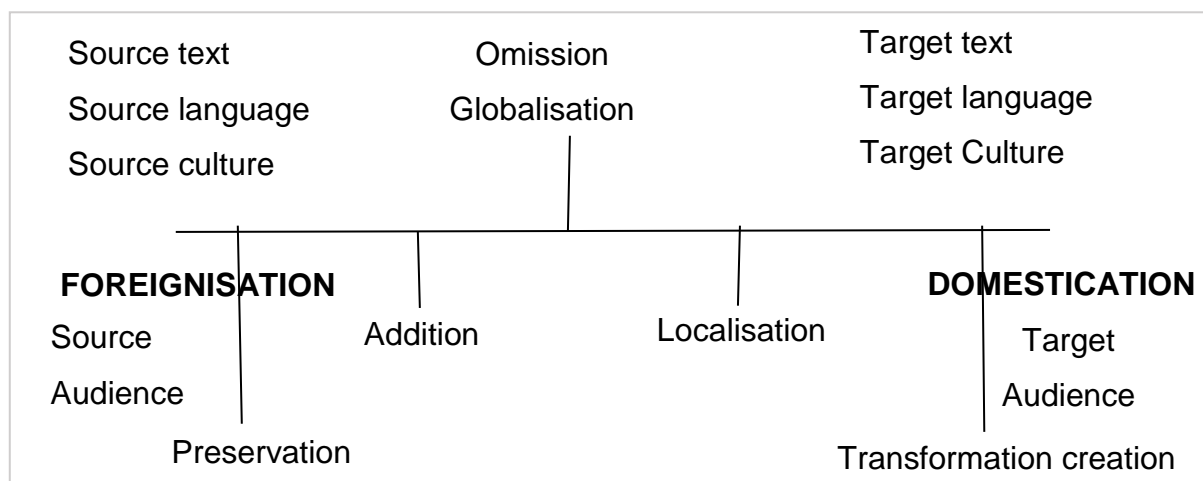 Source text
Source language
Source culture
Omission
Globalisation
Target text
Target language
Target Culture
FOREIGNISATION
Source
Audience
Preservation
Addition
Localisation
DOMESTICATION
Target
Audience
Transformation creation